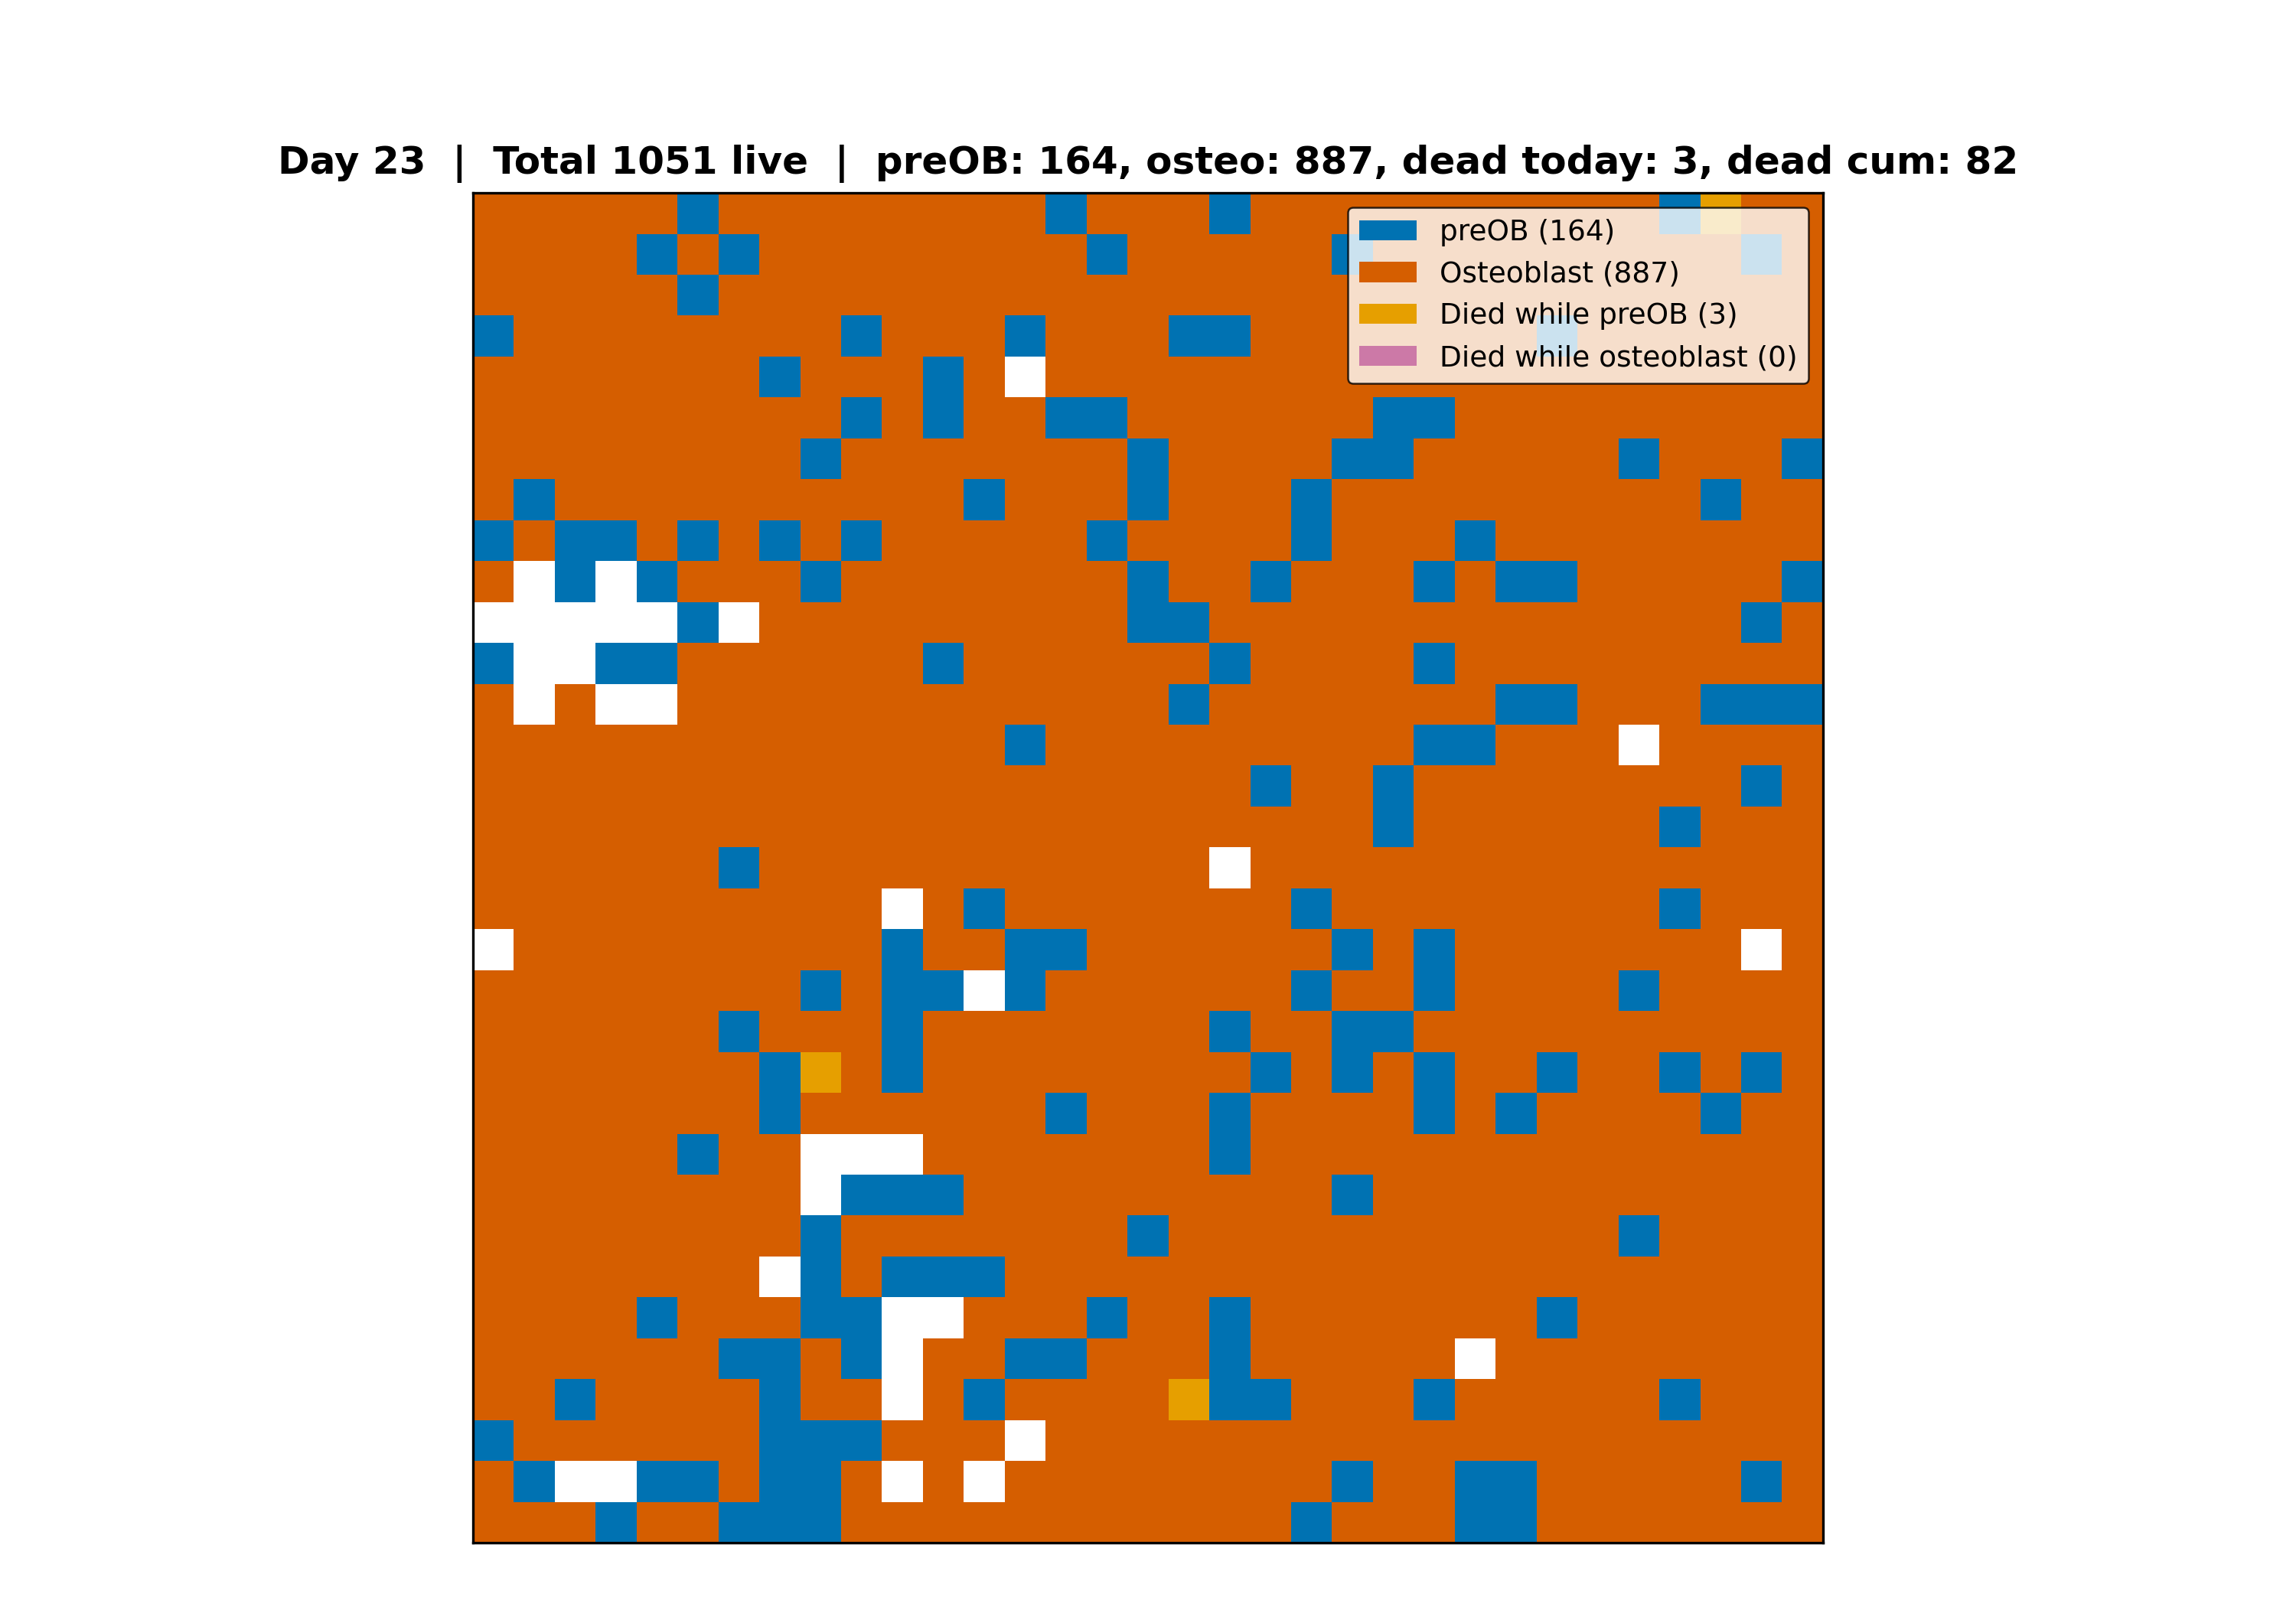 Day 23 | Total 1051 live | preOB: 164, osteo: 887, dead today: 3, dead cum: 82
preOB (164)
Osteoblast (887)
Died while preOB (3)
Died while osteoblast (0)